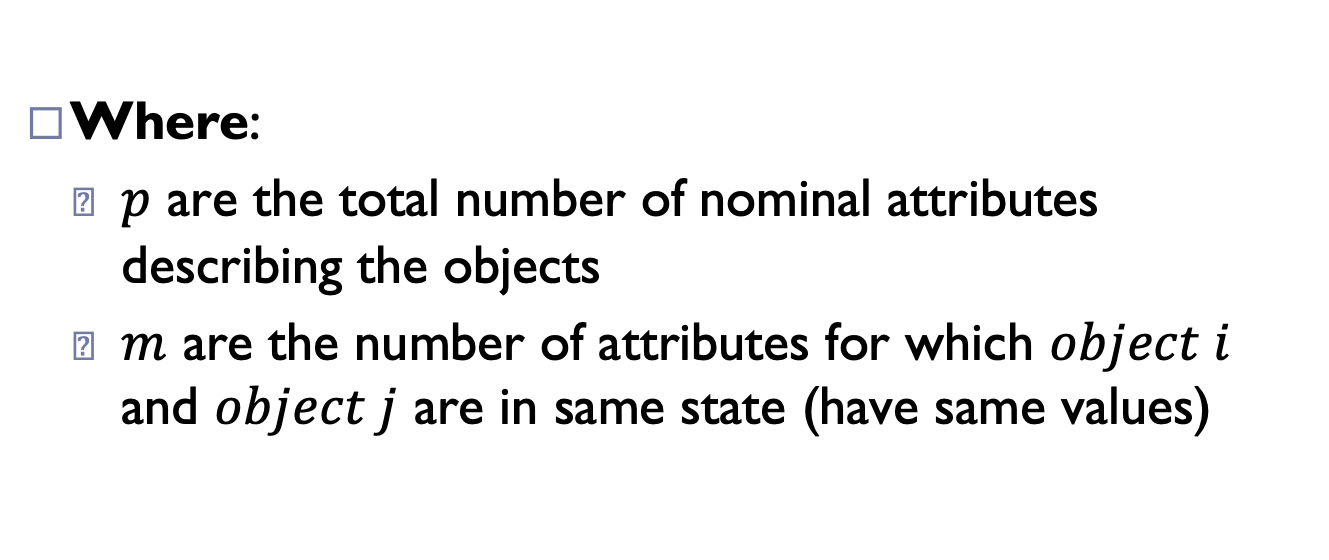 Where:
p are the total number of nominal attributes
describing the objects
m are the number of attributes for which object i
and object j are in same state (have same values)